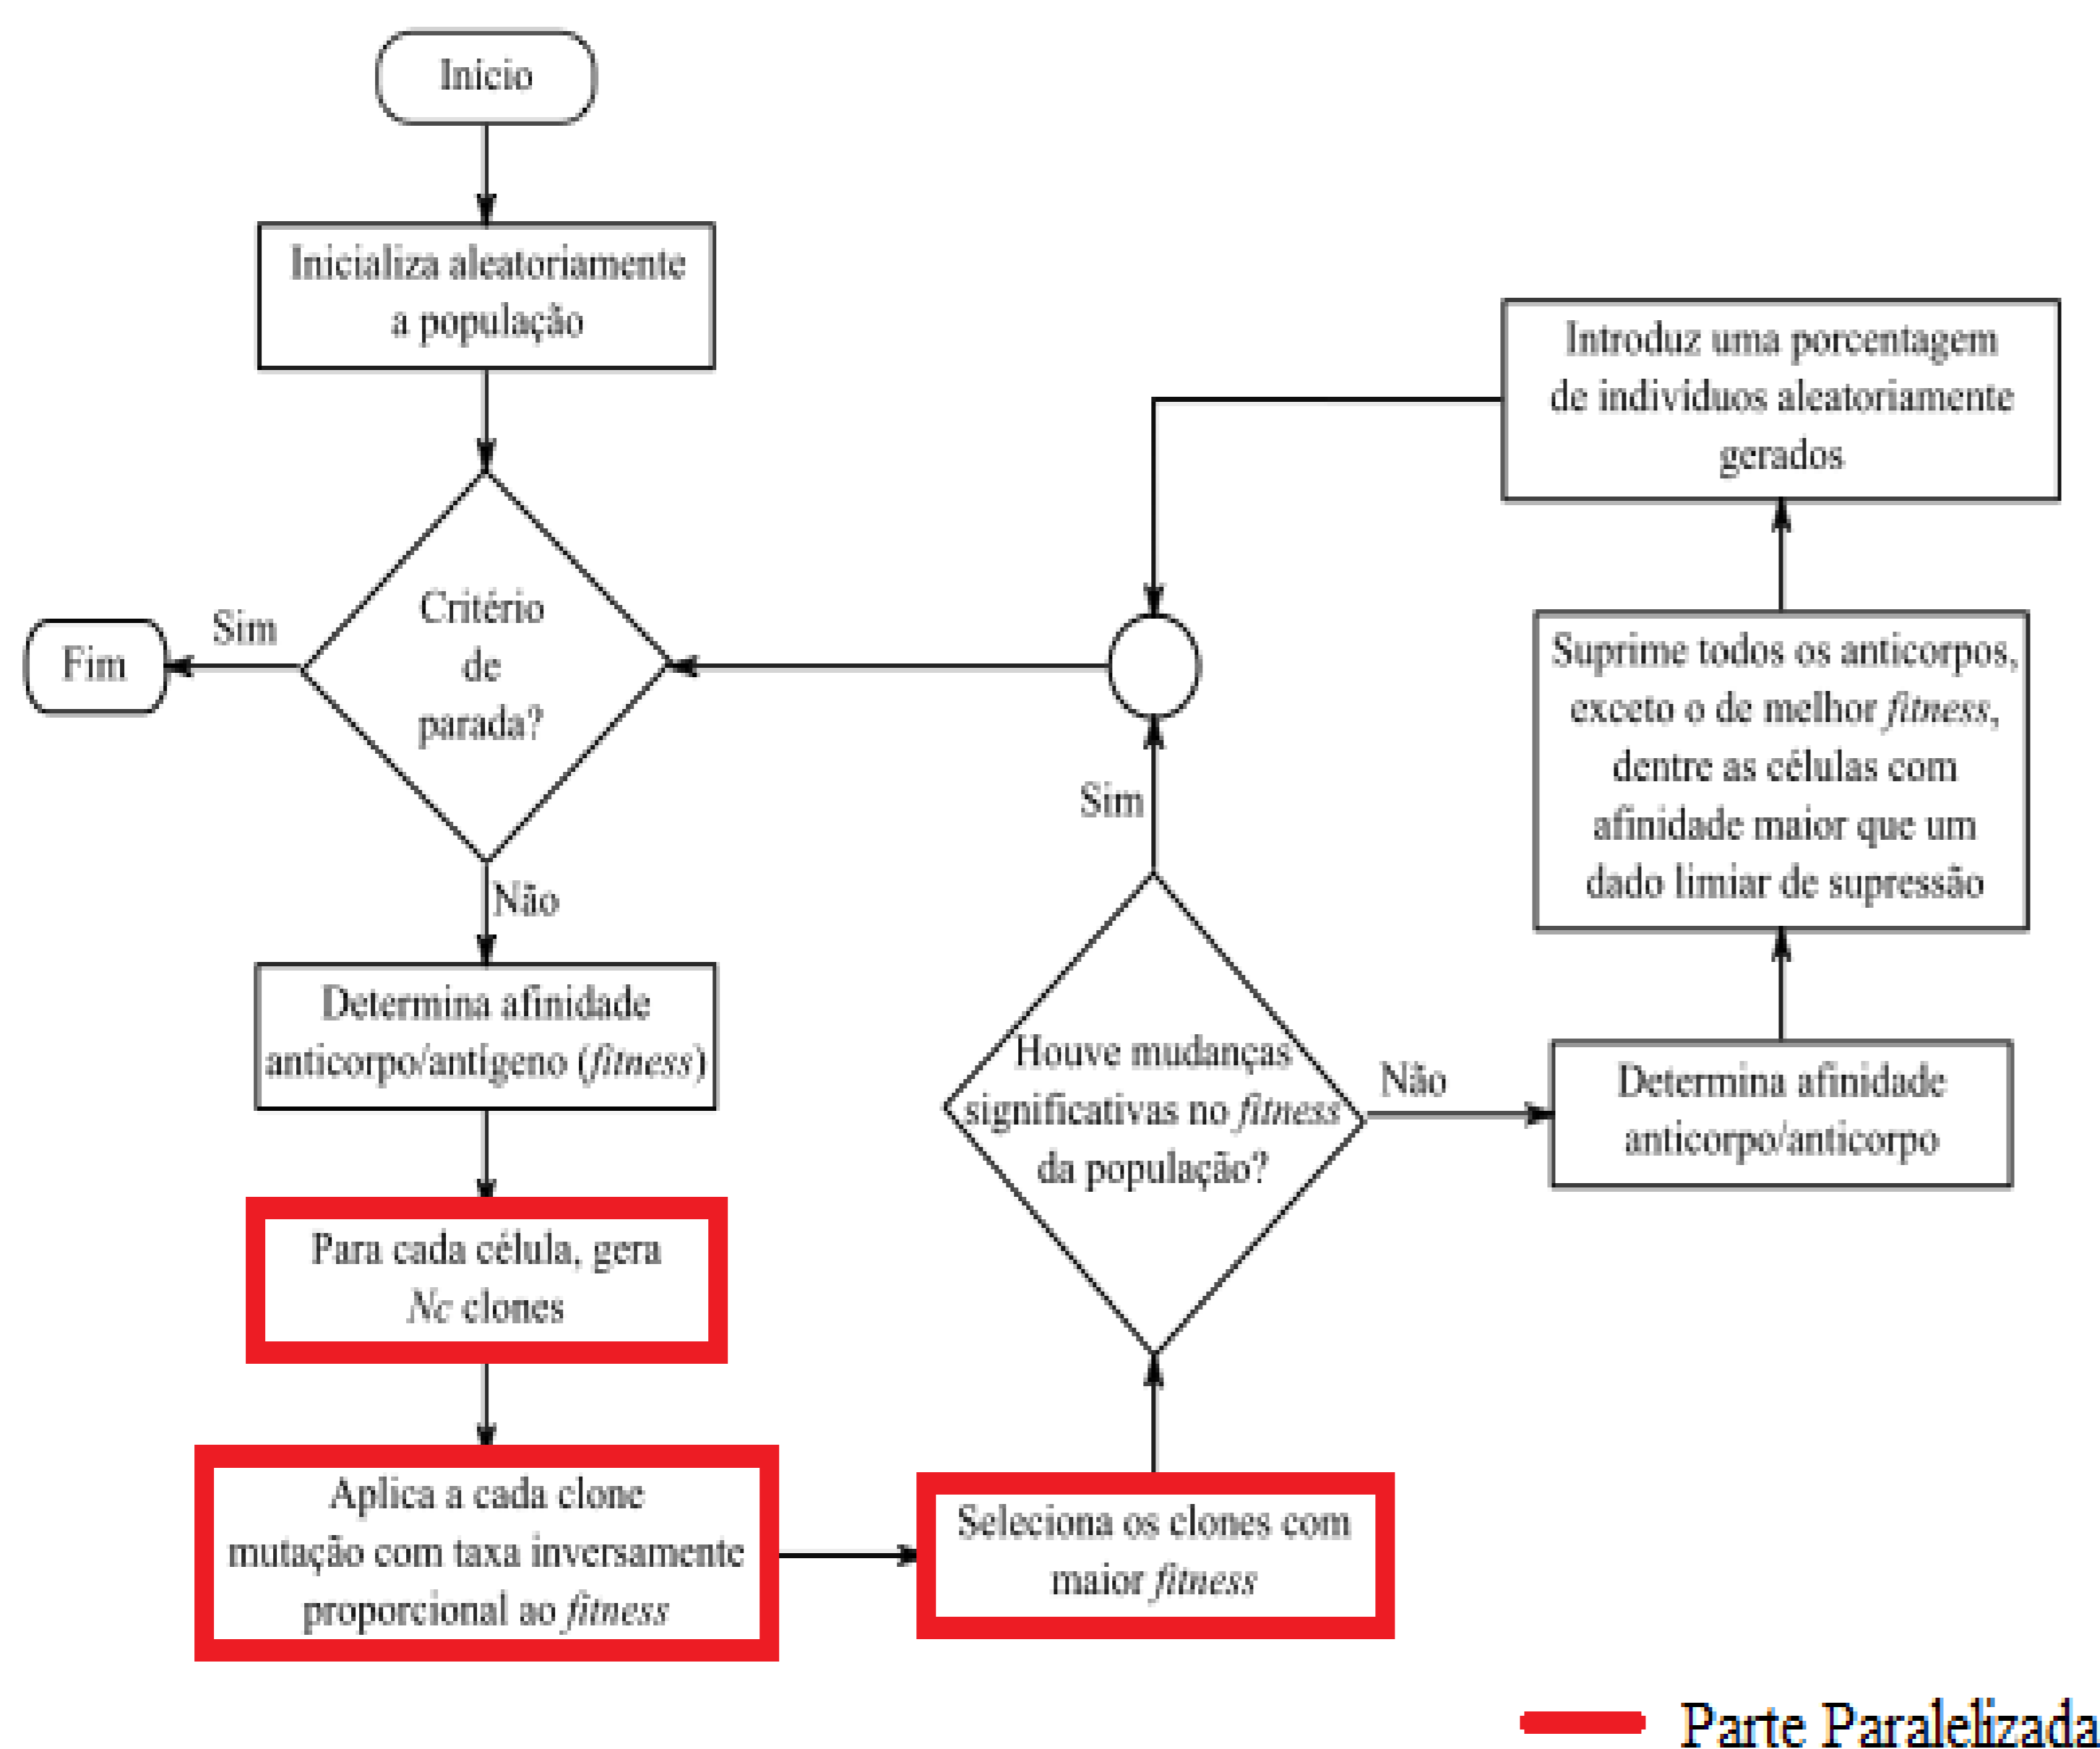 Início
Inicializa aleatoriamente
a população
Critério
de
parada?
Sim
Fim
Não
Determina afinidade
anticorpo/antígeno (fitness)
Para cada célula, gera
Nc clones
Aplica a cada clone
mutação com taxa inversamente
proporcional ao fitness
Seleciona os clones com
maior fitness
Houve mudanças
significativas no fitness
da população?
Sim
Não
Determina afinidade
anticorpo/anticorpo
Suprime todos os anticorpos,
exceto o de melhor fitness,
dentre as células com
afinidade maior que um
dado limiar de supressão
Introduz uma porcentagem
de indivíduos aleatoriamente
gerados
Parte Paralelizada